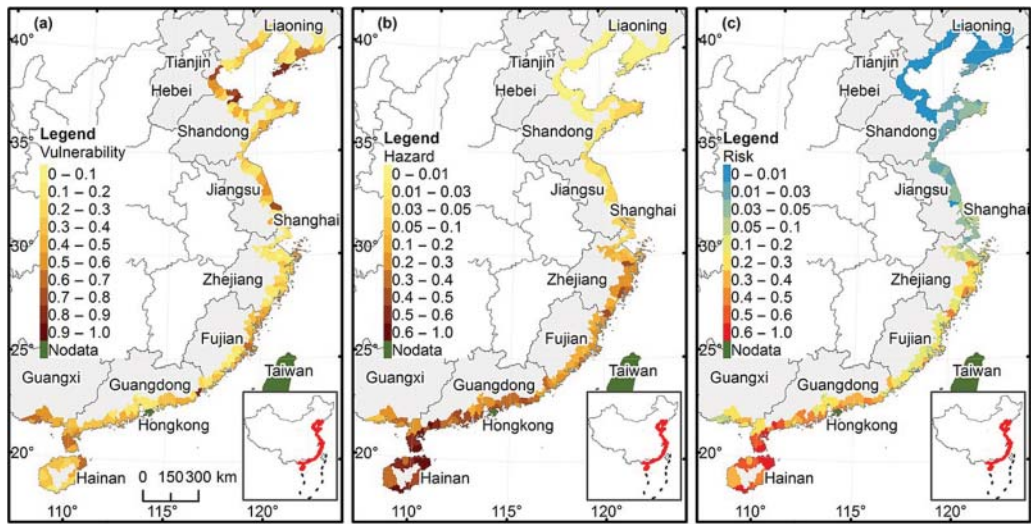 (a)
Liaoning
40°
Tianjin
Hebei
Shandong
Legend
Vulnerability
35°
0 – 0.1
0.1 – 0.2
0.2 – 0.3
0.3 – 0.4
0.4 – 0.5
0.5 – 0.6
0.6 – 0.7
0.7 – 0.8
0.8 – 0.9
0.9 – 1.0
Nodata
Jiangsu
Shanghai
30°
Zhejiang
Fujian
25°
Taiwan
Guangxi
Guangdong
Hongkong
20°
Hainan
0 150 300 km
110° 115° 120°
(b)
Liaoning
40°
Tianjin
Hebei
Shandong
Legend
Hazard
35°
0 – 0.01
0.01 – 0.03
0.03 – 0.05
0.05 – 0.1
0.1 – 0.2
0.2 – 0.3
0.3 – 0.4
0.4 – 0.5
0.5 – 0.6
0.6 – 1.0
Nodata
Jiangsu
Shanghai
30°
Zhejiang
Fujian
25°
Taiwan
Guangxi
Guangdong
Hongkong
20°
Hainan
110° 115° 120°
(c)
Liaoning
40°
Tianjin
Hebei
Shandong
Legend
Risk
35°
0 – 0.01
0.01 – 0.03
0.03 – 0.05
0.05 – 0.1
0.1 – 0.2
0.2 – 0.3
0.3 – 0.4
0.4 – 0.5
0.5 – 0.6
0.6 – 1.0
Nodata
Jiangsu
Shanghai
30°
Zhejiang
Fujian
25°
Taiwan
Guangxi
Guangdong
Hongkong
20°
Hainan
110° 115° 120°